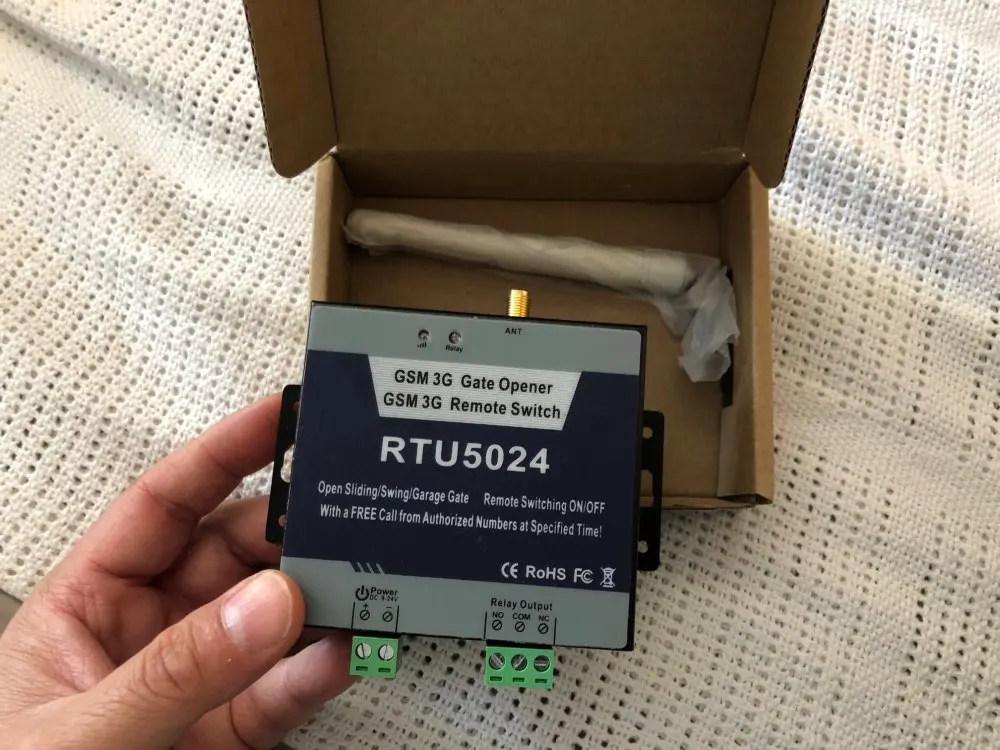 ANT
Relay
GSM 3G Gate Opener
GSM 3G Remote Switch
RTU5024
Open Sliding/Swing/Garage Gate Remote Switching ON/OFF
With a FREE Call from Authorized Numbers at Specified Time!
CE RoHS FC
Power
DC 9-24V
+ −
Relay Output
NO COM NC